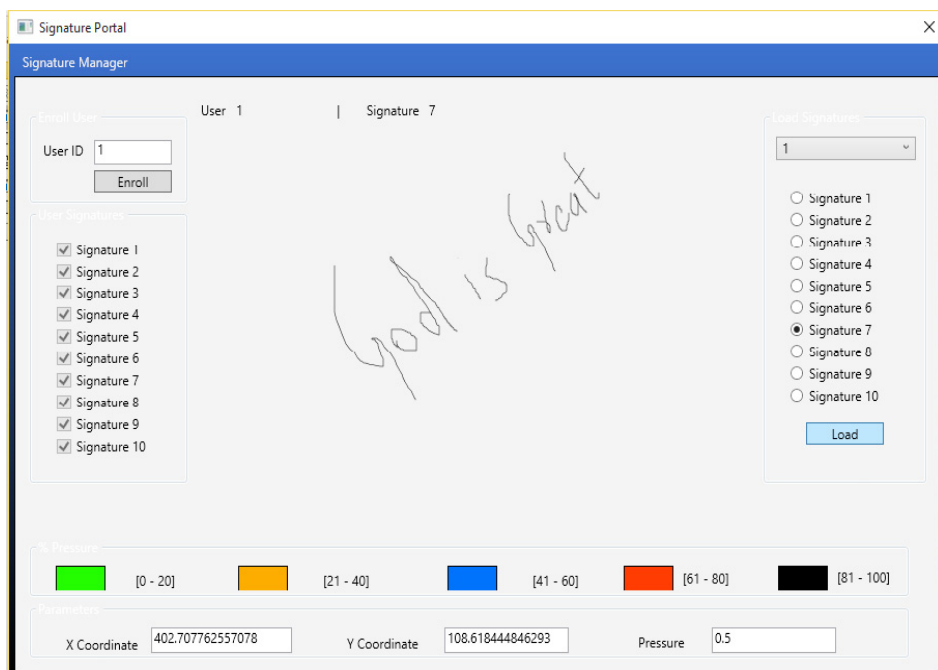 Signature Portal
Signature Manager
User 1 | Signature 7
Enroll User
User ID 1
Enroll
User Signatures
Signature 1
Signature 2
Signature 3
Signature 4
Signature 5
Signature 6
Signature 7
Signature 8
Signature 9
Signature 10
God is Great
Load Signatures
1
Signature 1
Signature 2
Signature 3
Signature 4
Signature 5
Signature 6
Signature 7
Signature 8
Signature 9
Signature 10
Load
% Pressure
[0 - 20] [21 - 40] [41 - 60] [61 - 80] [81 - 100]
Parameters
X Coordinate 402.707762557078 Y Coordinate 108.618444846293 Pressure 0.5